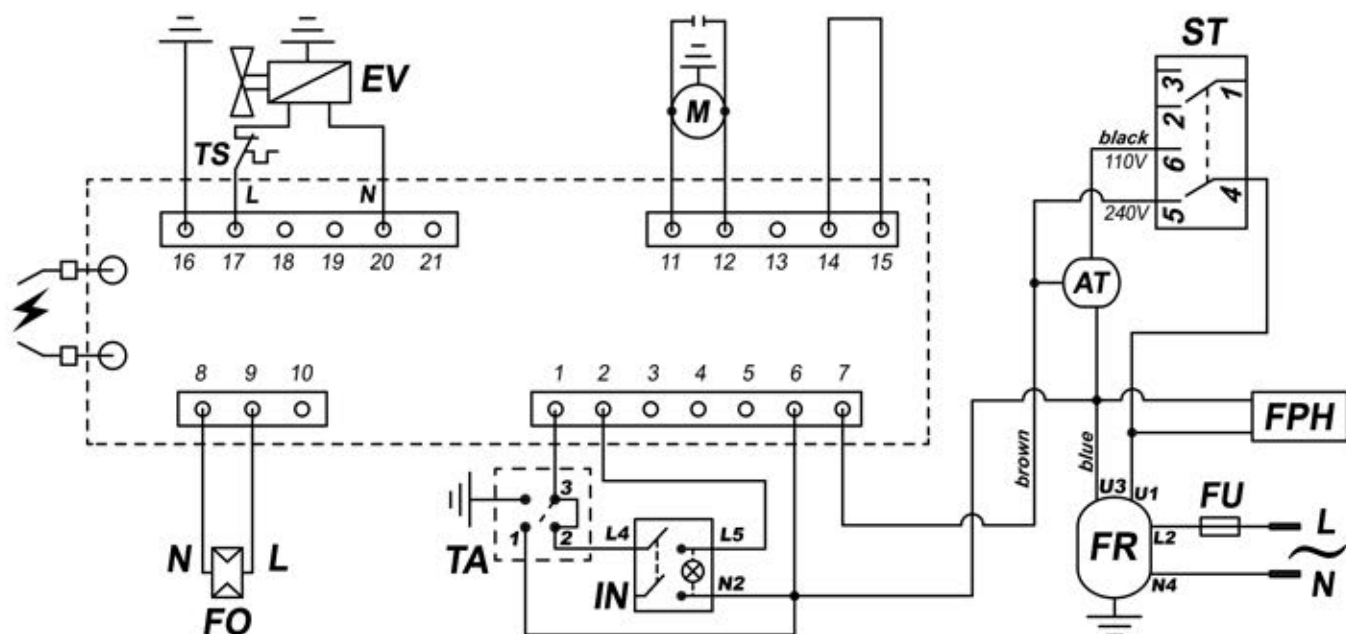 ST
EV
M
3
1
2
TS
black
110V
6
L
N
240V
5
4
16
17
18
19
20
21
11
12
13
14
15
AT
8
9
10
1
2
3
4
5
6
7
FPH
brown
blue
U3
U1
FU
L
3
1
2
L4
L5
L2
N
L
TA
FR
IN
N2
N4
N
FO